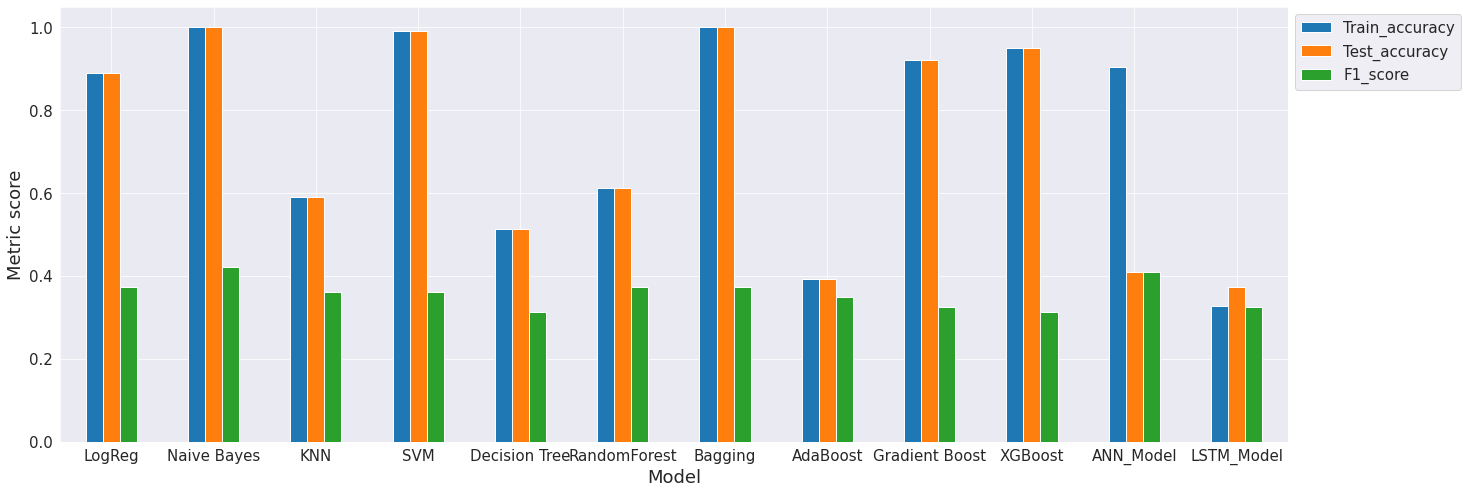 1.0
0.8
0.6
0.4
0.2
0.0
Metric score
LogReg Naive Bayes KNN SVM Decision Tree RandomForest Bagging AdaBoost Gradient Boost XGBoost ANN_Model LSTM_Model
Model
Train_accuracy
Test_accuracy
F1_score